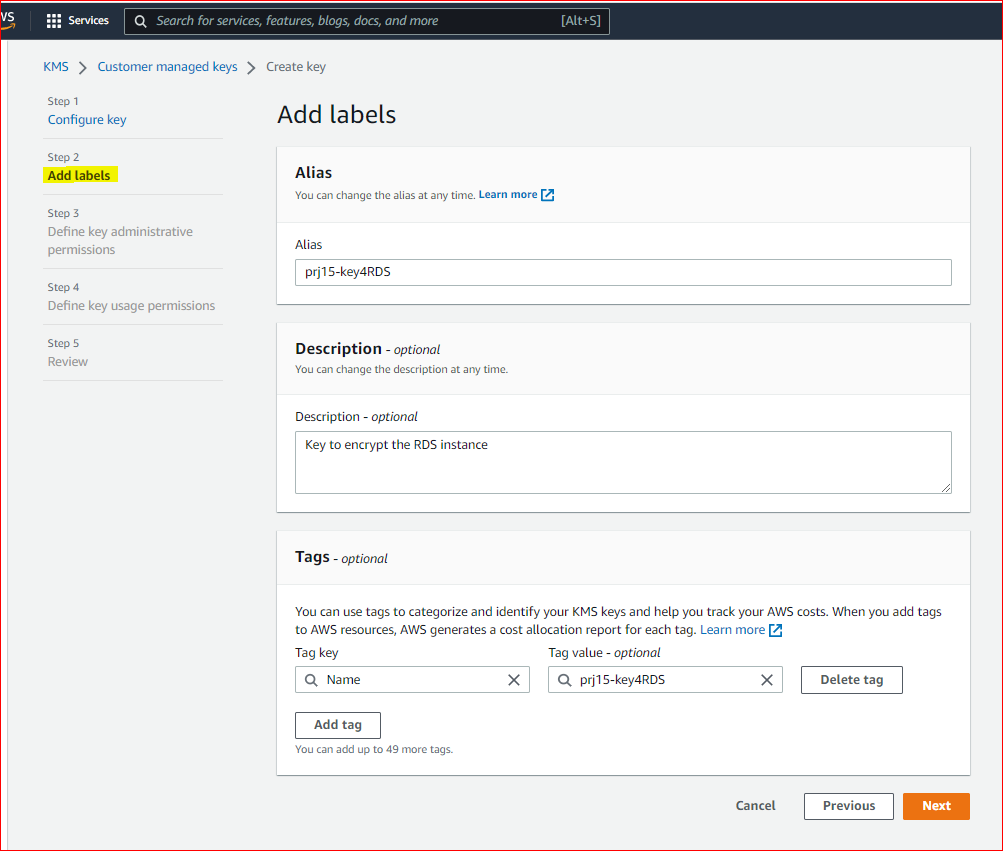 WS
Services
Search for services, features, blogs, docs, and more
[Alt+S]
KMS > Customer managed keys > Create key
Step 1
Configure key
Step 2
Add labels
Step 3
Define key administrative
permissions
Step 4
Define key usage permissions
Step 5
Review
Add labels
Alias
You can change the alias at any time. Learn more
Alias
prj15-key4RDS
Description - optional
You can change the description at any time.
Description - optional
Key to encrypt the RDS instance
Tags - optional
You can use tags to categorize and identify your KMS keys and help you track your AWS costs. When you add tags
to AWS resources, AWS generates a cost allocation report for each tag. Learn more
Tag key
Tag value - optional
Name
prj15-key4RDS
Delete tag
Add tag
You can add up to 49 more tags.
Cancel
Previous
Next